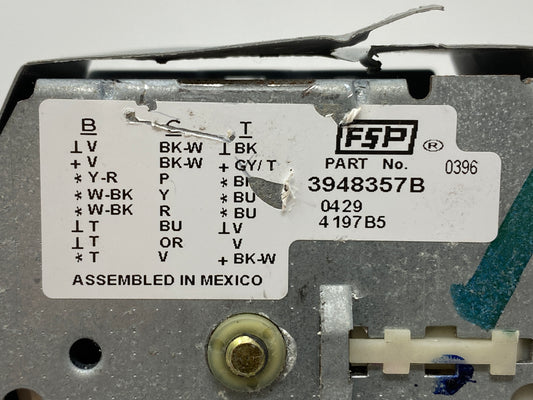 B C T
⊥ V BK-W ⊥ BK
+ V BK-W + GY/T
* Y-R P *
* W-BK Y * BU
* W-BK R * BU
⊥ T BU ⊥ V
⊥ T OR V
* T V + BK-W
ASSEMBLED IN MEXICO
FSP ®
PART No. 0396
3948357B
0429
4197B5